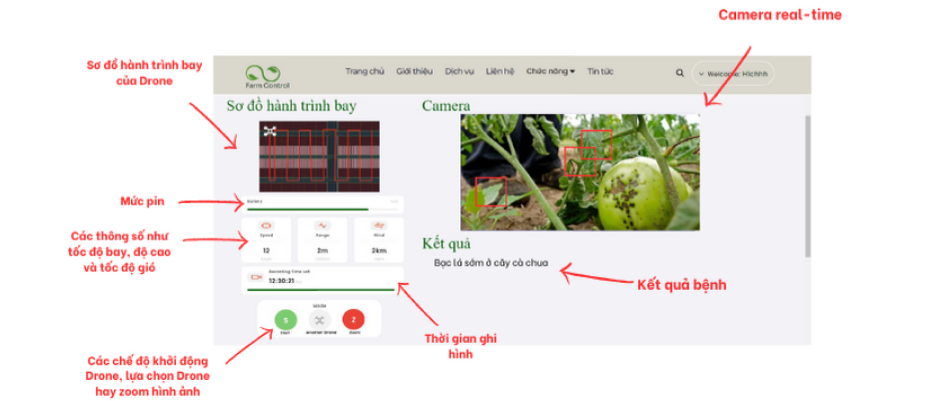 Camera real-time
Sơ đồ hành trình bay
của Drone
Farm Control
Trang chủ Giới thiệu Dịch vụ Liên hệ Chức năng Tin tức
Welcome: Hichhh
Sơ đồ hành trình bay
Camera
Mức pin
Battery
Các thông số như
tốc độ bay, độ cao
và tốc độ gió
Speed Range Wind
12 2m 2km
Kết quả
Bạc lá sớm ở cây cà chua
Kết quả bệnh
Recording time left
12:30:21
Mode
S Z
another Drone zoom
Thời gian ghi
hình
Các chế độ khởi động
Drone, lựa chọn Drone
hay zoom hình ảnh